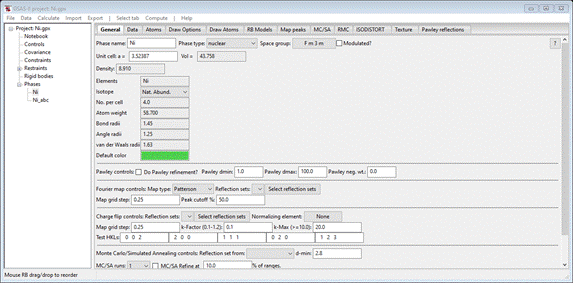 GSAS-II project: Ni.gpx
File Data Calculate Import Export | Select tab Compute |
Project: Ni.gpx
Notebook
Controls
Covariance
Constraints
Restraints
Rigid bodies
Phases
Ni
Ni_abc
General Data Atoms Draw Options Draw Atoms RB Models Map peaks MC/SA RMC ISODISTORT Texture Pawley reflections
Phase name: Ni Phase type: nuclear Space group: F m 3 m Modulated? ?
Unit cell: a = 3.52387 Vol = 43.758
Density: 8.910
Elements Ni
Isotope Nat. Abund.
No. per cell 4.0
Atom weight 58.700
Bond radii 1.45
Angle radii 1.25
van der Waals radii 1.63
Default color
Pawley controls: Do Pawley refinement? Pawley dmin: 1.0 Pawley dmax: 100.0 Pawley neg. wt.: 0.0
Fourier map controls: Map type: Patterson Reflection sets: Select reflection sets
Map grid step: 0.25 Peak cutoff %: 50.0
Charge flip controls: Reflection sets: Select reflection sets Normalizing element: None
Map grid step: 0.25 k-Factor (0.1-1.2): 0.1 k-Max (>=10.0): 20.0
Test HKLs: 0 0 2 2 0 0 1 1 1 0 2 0 1 2 3
Monte Carlo/Simulated Annealing controls: Reflection set from: d-min: 2.8
MC/SA runs: 1 MC/SA Refine at 10.0 % of ranges.
Mouse RB drag/drop to reorder